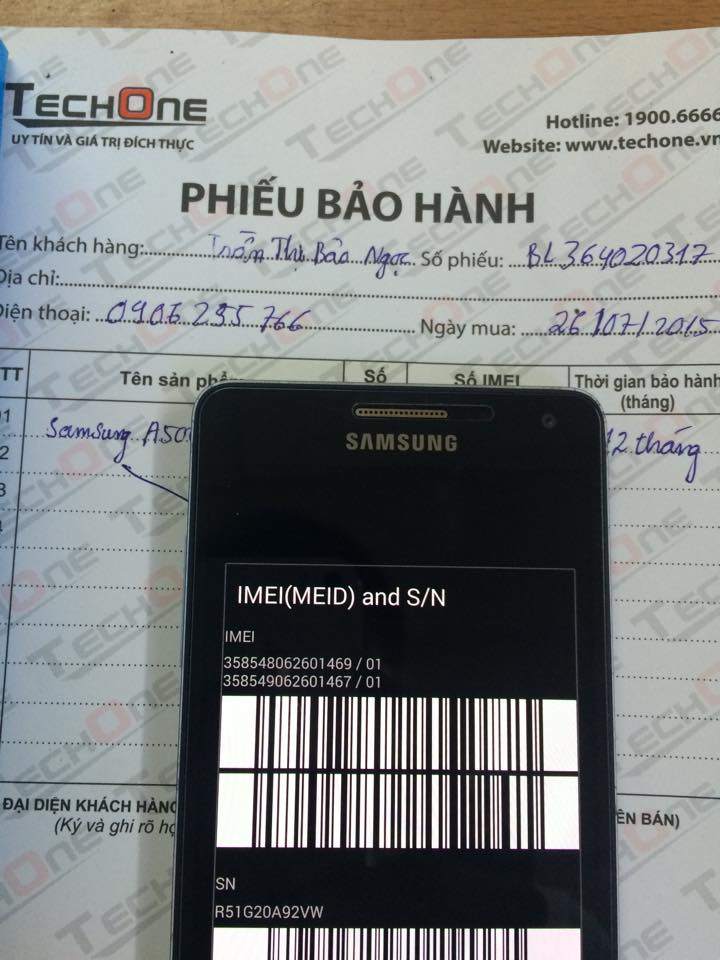 TECHONE
UY TÍN VÀ GIÁ TRỊ ĐÍCH THỰC
Hotline: 1900.6666
Website: www.techone.vn
PHIẾU BẢO HÀNH
Tên khách hàng: Trần Thị Bảo Ngọc Số phiếu: BL364020317
Địa chỉ:
Điện thoại: 0906 295 766 Ngày mua: 26/07/2015
TT Tên sản phẩ Số Số IMEI Thời gian bảo hành
(tháng)
Samsung A50 12 tháng
SAMSUNG
IMEI(MEID) and S/N
IMEI
358548062601469 / 01
358549062601467 / 01
SN
R51G20A92VW
ĐẠI DIỆN KHÁCH HÀNG ÊN BÁN)
(Ký và ghi rõ họ